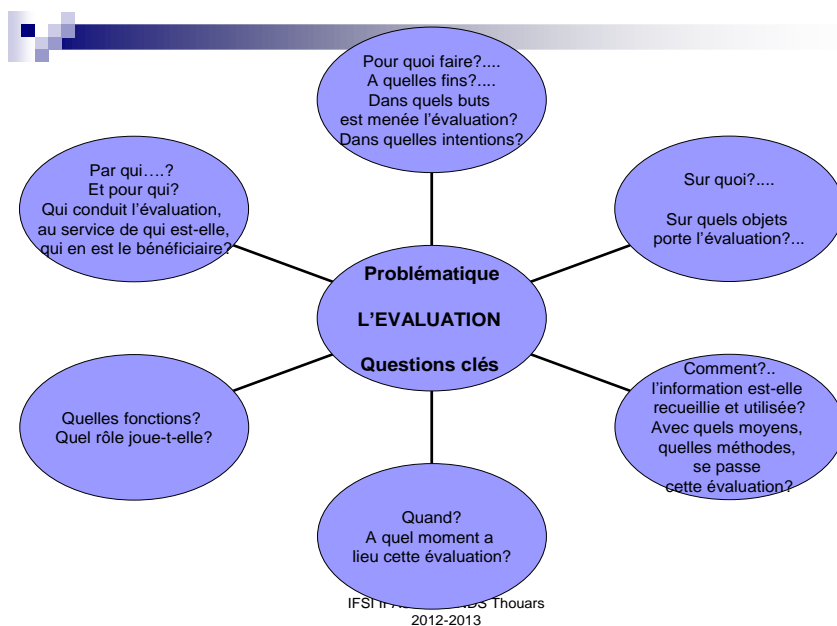 Pour quoi faire?....
A quelles fins?....
Dans quels buts
est menée l'évaluation?
Dans quelles intentions?
Par qui….?
Et pour qui?
Qui conduit l'évaluation,
au service de qui est-elle,
qui en est le bénéficiaire?
Sur quoi?....
Sur quels objets
porte l'évaluation?...
Problématique
L'EVALUATION
Questions clés
Quelles fonctions?
Quel rôle joue-t-elle?
Comment?..
l'information est-elle
recueillie et utilisée?
Avec quels moyens,
quelles méthodes,
se passe
cette évaluation?
Quand?
A quel moment a
lieu cette évaluation?
IFSI Thouars
2012-2013